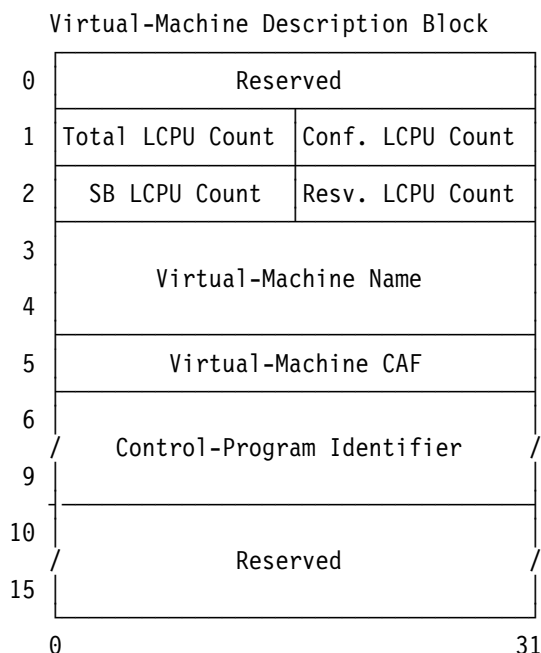 Virtual-Machine Description Block
0 Reserved
1 Total LCPU Count Conf. LCPU Count
2 SB LCPU Count Resv. LCPU Count
3
Virtual-Machine Name
4
5 Virtual-Machine CAF
6
/ Control-Program Identifier /
9
10
/ Reserved /
15
0 31